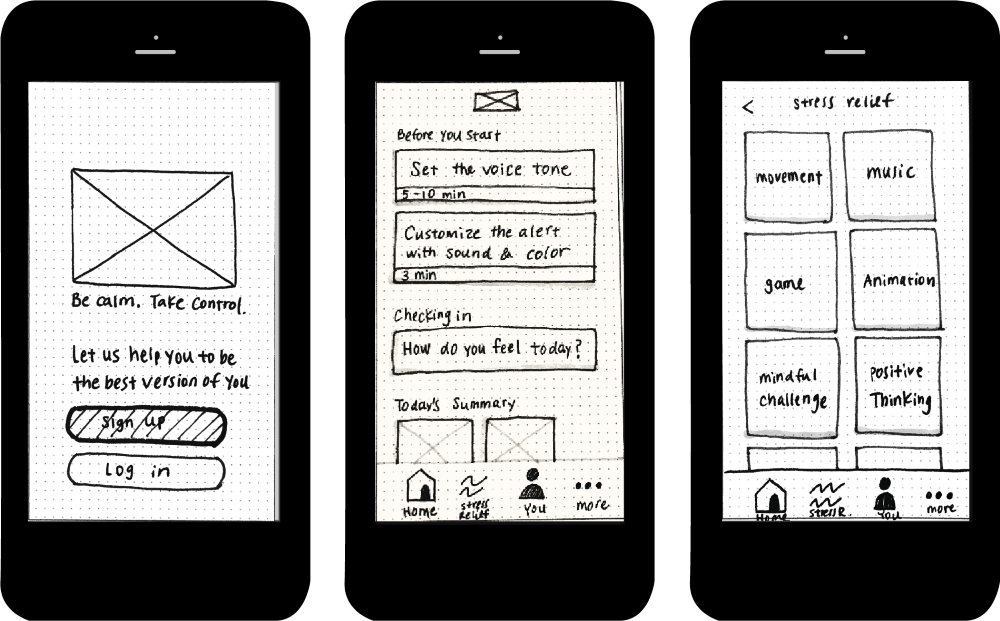 Be calm. Take Control.
Let us help you to be
the best version of you
Sign up
Log in
Before you start
Set the voice tone
5-10 min
Customize the alert
with sound & color
3 min
Checking in
How do you feel today?
Today's Summary
Home
stress
Relief
You
more
< stress relief
movement
music
game
Animation
mindful
challenge
positive
Thinking
Home
stress R.
You
more